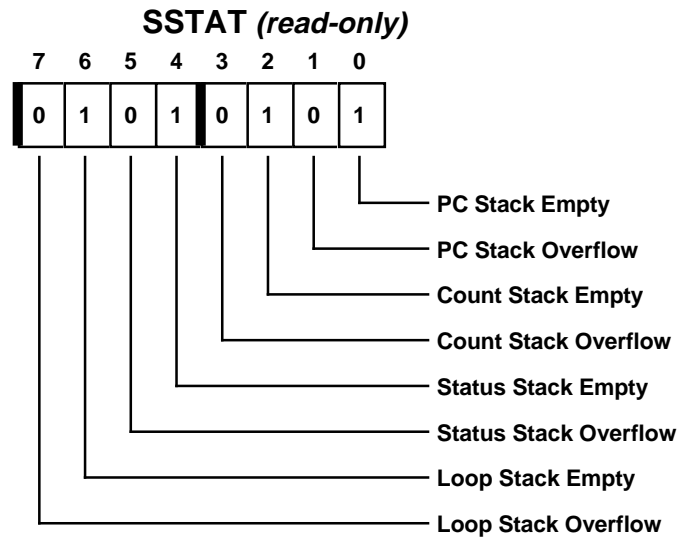 SSTAT (read-only)
7 6 5 4 3 2 1 0
0 1 0 1 0 1 0 1
PC Stack Empty
PC Stack Overflow
Count Stack Empty
Count Stack Overflow
Status Stack Empty
Status Stack Overflow
Loop Stack Empty
Loop Stack Overflow